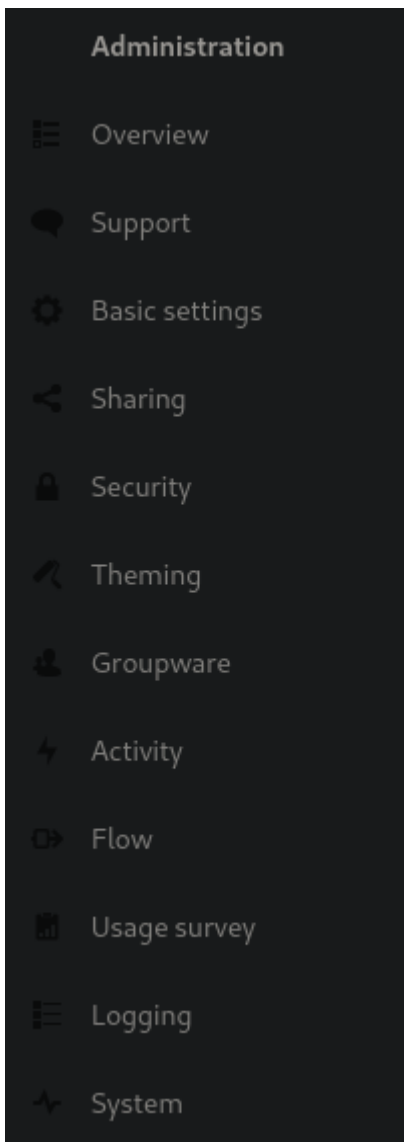 Administration
Overview
Support
Basic settings
Sharing
Security
Theming
Groupware
Activity
Flow
Usage survey
Logging
System